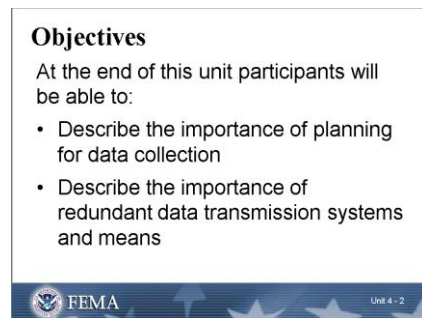 Objectives
At the end of this unit participants will
be able to:
• Describe the importance of planning
for data collection
• Describe the importance of
redundant data transmission systems
and means
FEMA
Unit 4 - 2